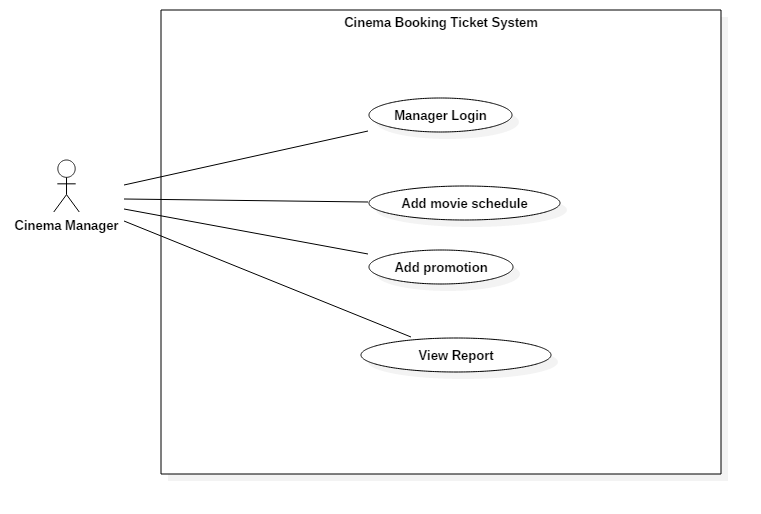 Cinema Booking Ticket System
Manager Login
Add movie schedule
Cinema Manager
Add promotion
View Report